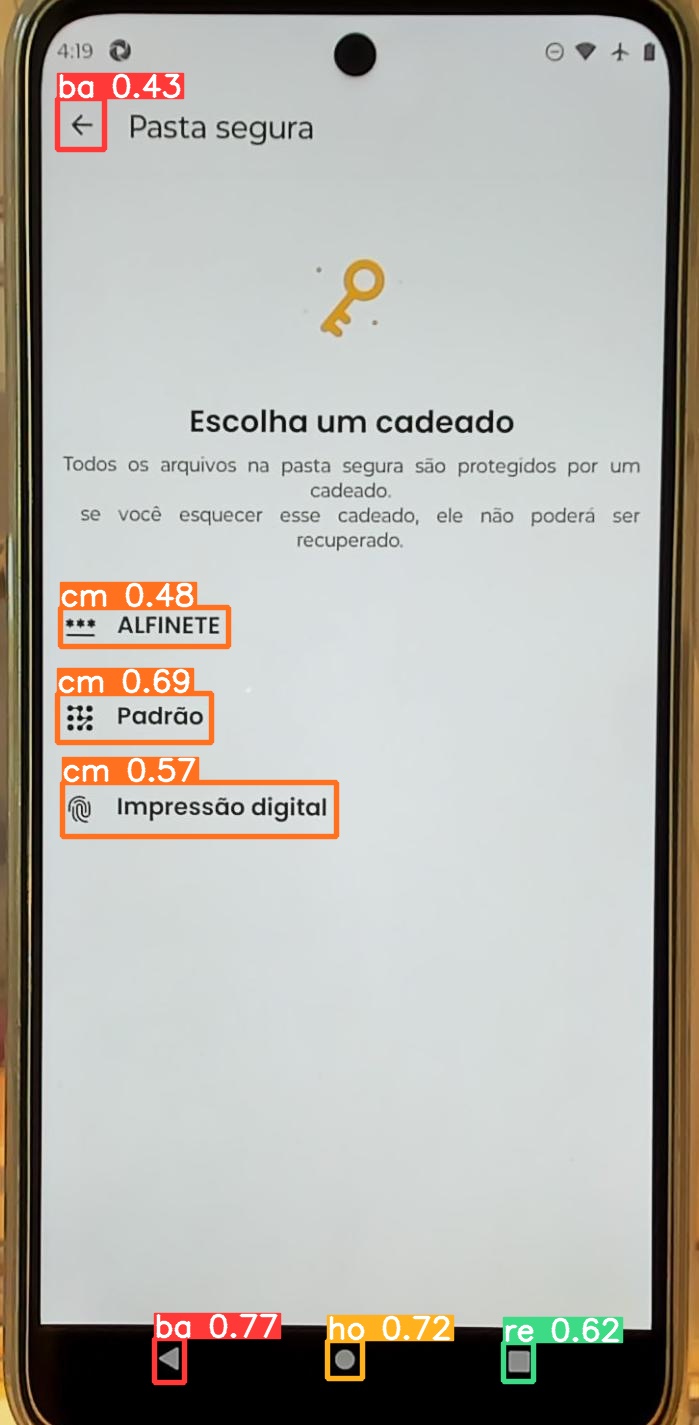 4:19
ba 0.43
Pasta segura
Escolha um cadeado
Todos os arquivos na pasta segura são protegidos por um
cadeado.
se você esquecer esse cadeado, ele não poderá ser
recuperado.
cm 0.48
*** ALFINETE
cm 0.69
Padrão
cm 0.57
Impressão digital
ba 0.77
ho 0.72
re 0.62